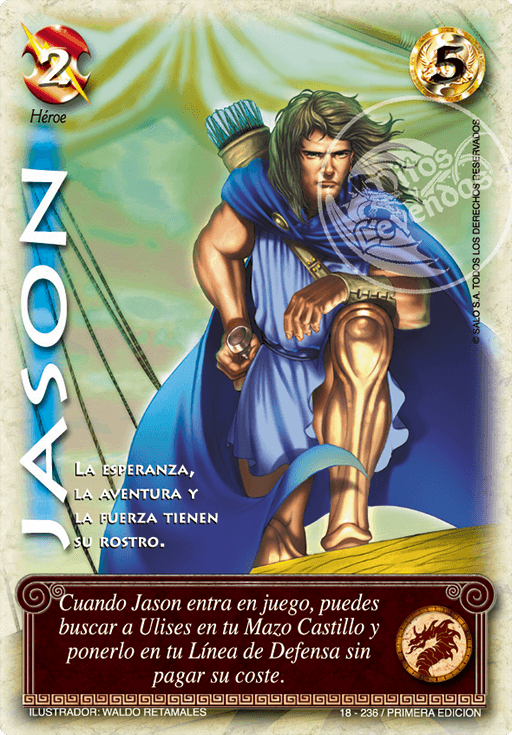 2
5
Héroe
JASON
Mitos
Leyendas
© SALO S.A. TODOS LOS DERECHOS RESERVADOS
LA ESPERANZA,
LA AVENTURA Y
LA FUERZA TIENEN
SU ROSTRO.
Cuando Jason entra en juego, puedes
buscar a Ulises en tu Mazo Castillo y
ponerlo en tu Línea de Defensa sin
pagar su coste.
ILUSTRADOR: WALDO RETAMALES
18 - 236 / PRIMERA EDICION